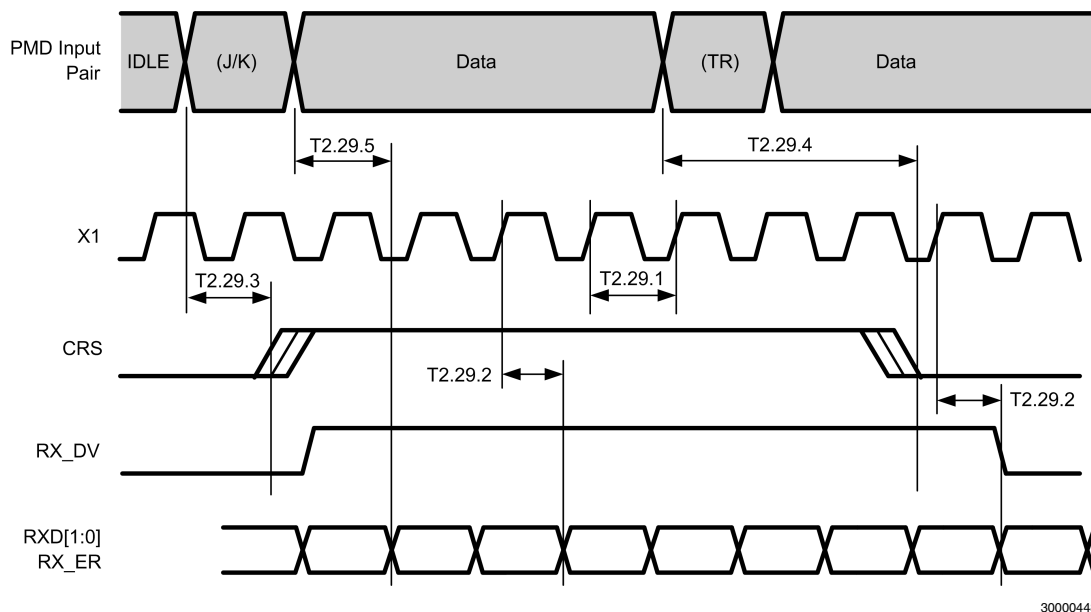 PMD Input
Pair
IDLE
(J/K)
Data
(TR)
Data
T2.29.5
T2.29.4
X1
T2.29.3
T2.29.1
CRS
T2.29.2
T2.29.2
RX_DV
RXD[1:0]
RX_ER
3000044